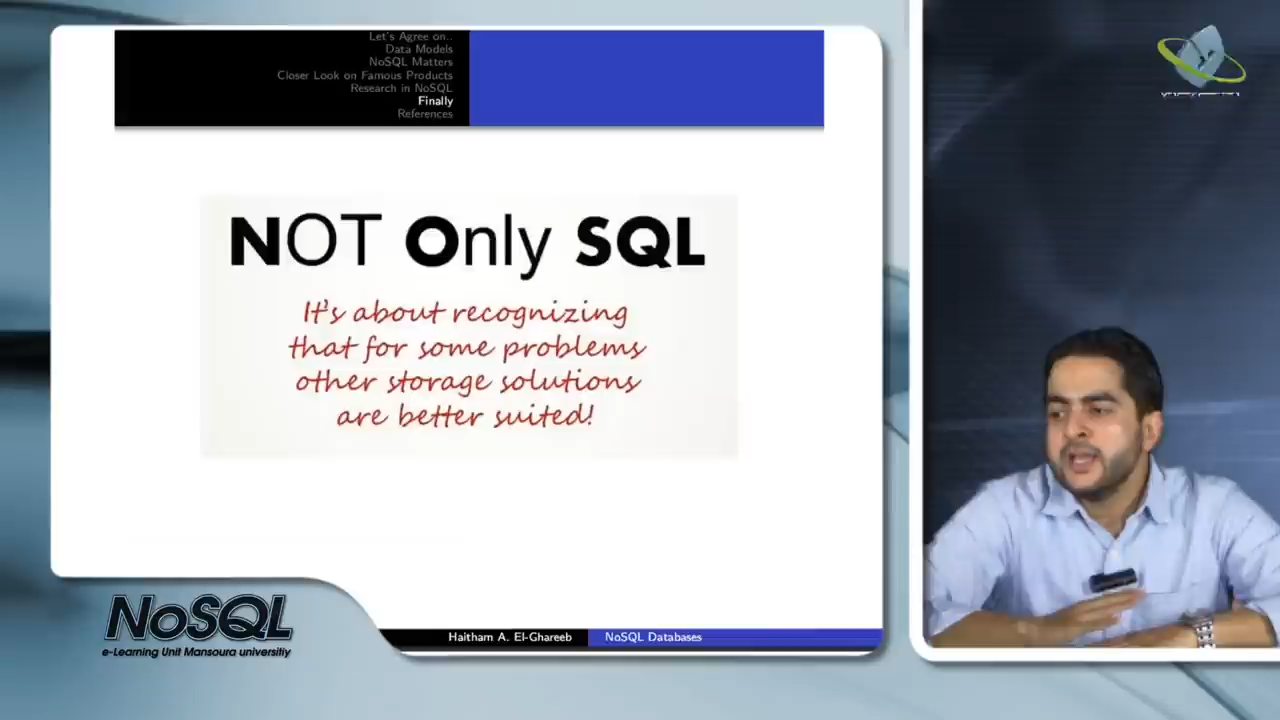 Let's Agree on..
Data Models
NoSQL Matters
Closer Look on Famous Products
Research in NoSQL
Finally
References
NOT Only SQL
It's about recognizing
that for some problems
other storage solutions
are better suited!
NoSQL
e-Learning Unit Mansoura universitiy
Haitham A. El-Ghareeb
NoSQL Databases